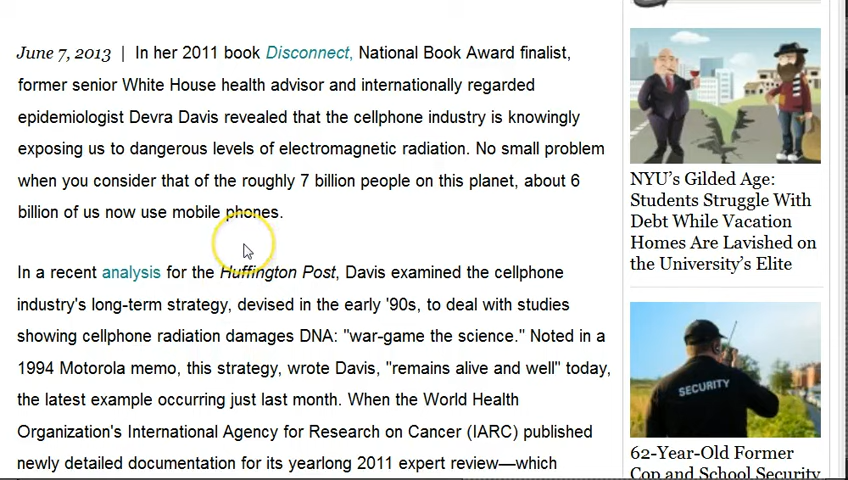 June 7, 2013 | In her 2011 book Disconnect, National Book Award finalist,
former senior White House health advisor and internationally regarded
epidemiologist Devra Davis revealed that the cellphone industry is knowingly
exposing us to dangerous levels of electromagnetic radiation. No small problem
when you consider that of the roughly 7 billion people on this planet, about 6
billion of us now use mobile phones.
In a recent analysis for the Huffington Post, Davis examined the cellphone
industry's long-term strategy, devised in the early '90s, to deal with studies
showing cellphone radiation damages DNA: "war-game the science." Noted in a
1994 Motorola memo, this strategy, wrote Davis, "remains alive and well" today,
the latest example occurring just last month. When the World Health
Organization's International Agency for Research on Cancer (IARC) published
newly detailed documentation for its yearlong 2011 expert review—which
NYU's Gilded Age:
Students Struggle With
Debt While Vacation
Homes Are Lavished on
the University's Elite
SECURITY
62-Year-Old Former
Cop and School Security